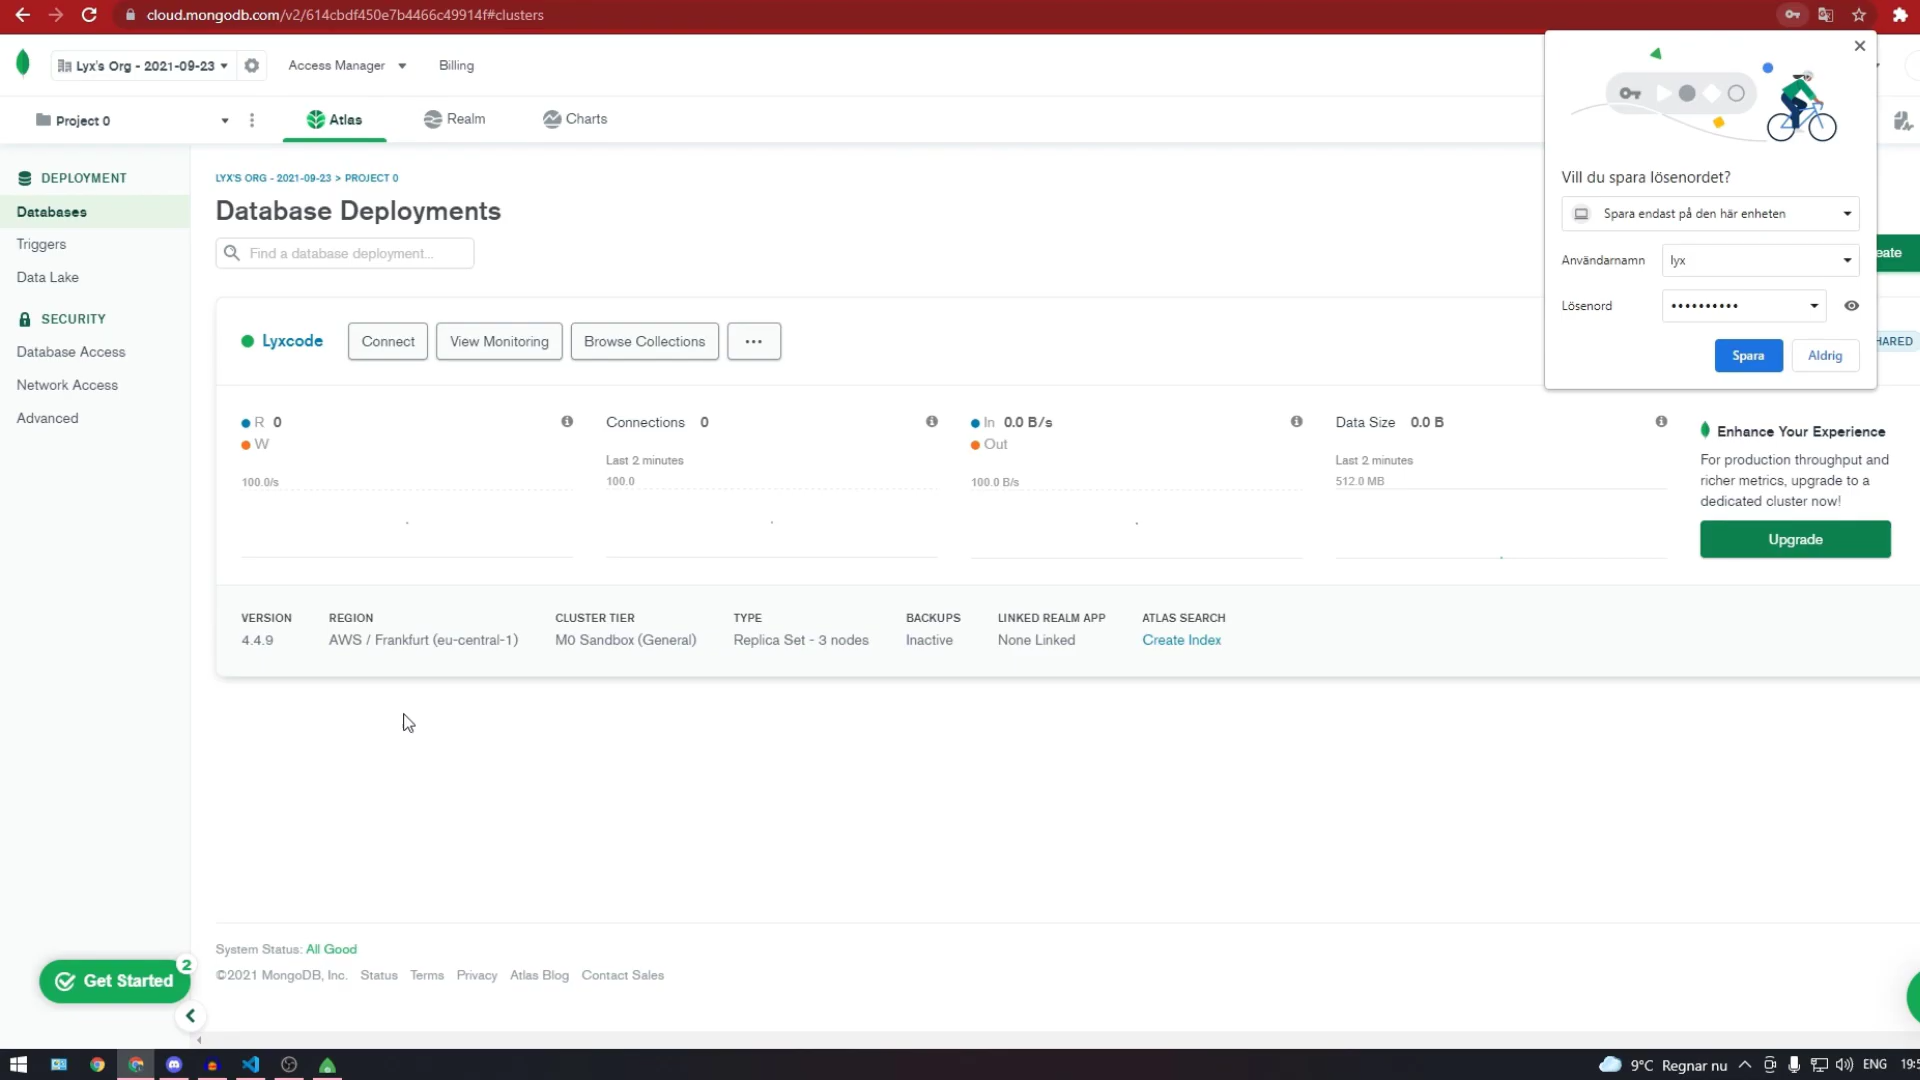 cloud.mongodb.com/v2/614cbdf450e7b4466c49914f#clusters
Lyx's Org - 2021-09-23
Access Manager
Billing
Project 0
Atlas
Realm
Charts
DEPLOYMENT
Databases
Triggers
Data Lake
SECURITY
Database Access
Network Access
Advanced
LYX'S ORG - 2021-09-23 > PROJECT 0
Database Deployments
Find a database deployment...
eate
Vill du spara lösenordet?
Spara endast på den här enheten
Användarnamn lyx
Lösenord ••••••••••
Spara Aldrig
Lyxcode
Connect
View Monitoring
Browse Collections
...
HARED
R 0
W
100.0/s
Connections 0
Last 2 minutes
100.0
In 0.0 B/s
Out
100.0 B/s
Data Size 0.0 B
Last 2 minutes
512.0 MB
Enhance Your Experience
For production throughput and
richer metrics, upgrade to a
dedicated cluster now!
Upgrade
VERSION
4.4.9
REGION
AWS / Frankfurt (eu-central-1)
CLUSTER TIER
M0 Sandbox (General)
TYPE
Replica Set - 3 nodes
BACKUPS
Inactive
LINKED REALM APP
None Linked
ATLAS SEARCH
Create Index
System Status: All Good
©2021 MongoDB, Inc. Status Terms Privacy Atlas Blog Contact Sales
Get Started
2
9°C Regnar nu
ENG
19:5